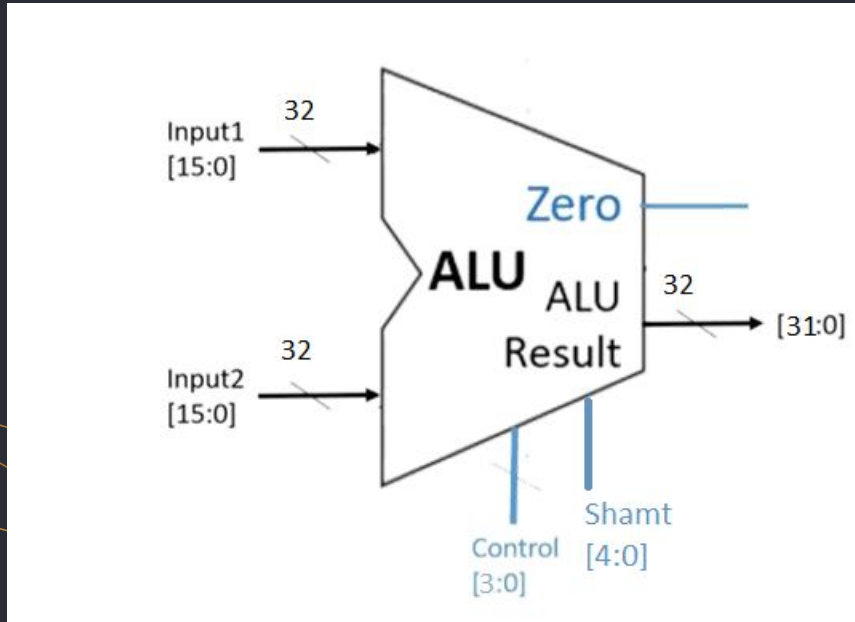 32
Input1
[15:0]
Zero
ALU
ALU
Result
32
[31:0]
32
Input2
[15:0]
Shamt
[4:0]
Control
[3:0]